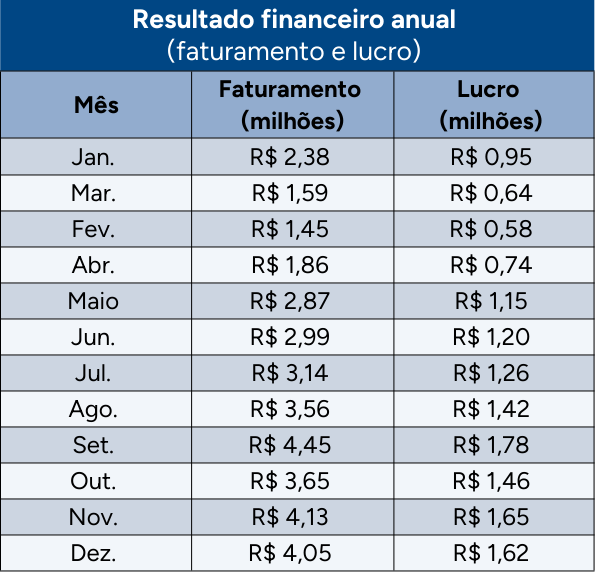 Resultado financeiro anual
(faturamento e lucro)
Mês Faturamento (milhões) Lucro (milhões)
Jan. R$ 2,38 R$ 0,95
Mar. R$ 1,59 R$ 0,64
Fev. R$ 1,45 R$ 0,58
Abr. R$ 1,86 R$ 0,74
Maio R$ 2,87 R$ 1,15
Jun. R$ 2,99 R$ 1,20
Jul. R$ 3,14 R$ 1,26
Ago. R$ 3,56 R$ 1,42
Set. R$ 4,45 R$ 1,78
Out. R$ 3,65 R$ 1,46
Nov. R$ 4,13 R$ 1,65
Dez. R$ 4,05 R$ 1,62